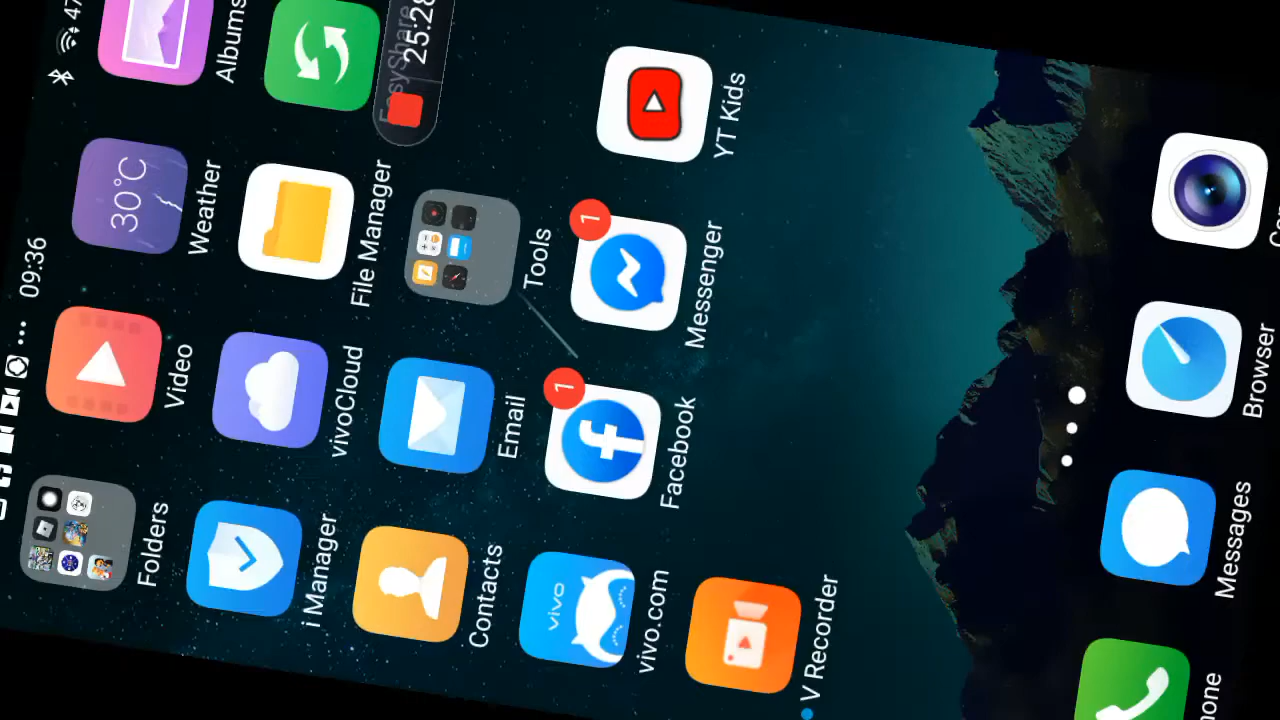 09:36
47
Folders
Video
30°C
Weather
Albums
i Manager
vivoCloud
File Manager
EasyShare
25:28
Contacts
Email
Tools
vivo
vivo.com
1
Facebook
1
Messenger
YT Kids
V Recorder
Messages
Browser